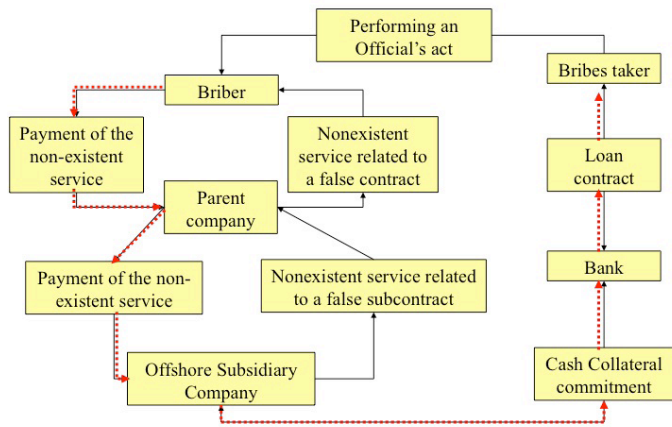 Performing an
Official's act
Bribes taker
Briber
Payment of the
non-existent
service
Nonexistent
service related to
a false contract
Loan
contract
Parent
company
Payment of the non-
existent service
Nonexistent service related
to a false subcontract
Bank
Offshore Subsidiary
Company
Cash Collateral
commitment